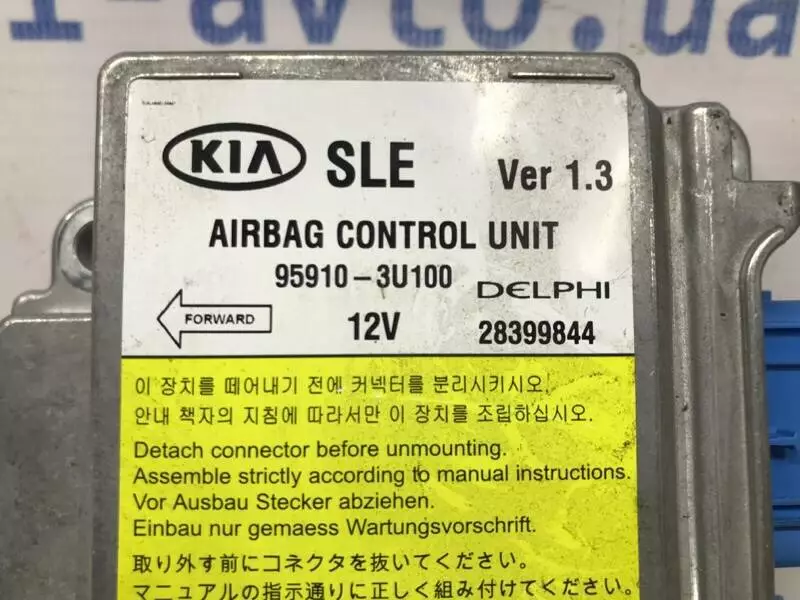 1-avto.ua
KIA SLE Ver 1.3
AIRBAG CONTROL UNIT
95910-3U100 DELPHI
FORWARD 12V 28399844
이 장치를 떼어내기 전에 커넥터를 분리시키시오.
안내 책자의 지침에 따라서만 이 장치를 조립하십시오.
Detach connector before unmounting.
Assemble strictly according to manual instructions.
Vor Ausbau Stecker abziehen.
Einbau nur gemaess Wartungsvorschrift.
取り外す前にコネクタを抜いてください。
マニュアルの指示通りに正しく組み付けてください。